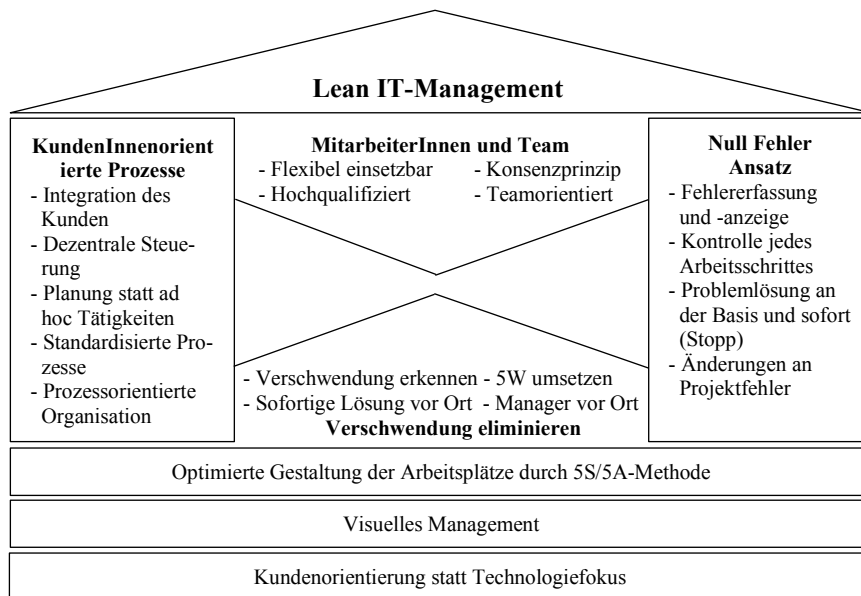 Lean IT-Management
KundenInnenorient
ierte Prozesse
- Integration des
Kunden
- Dezentrale Steue-
rung
- Planung statt ad
hoc Tätigkeiten
- Standardisierte Pro-
zesse
- Prozessorientierte
Organisation
MitarbeiterInnen und Team
- Flexibel einsetzbar - Konsenzprinzip
- Hochqualifiziert - Teamorientiert
- Verschwendung erkennen - 5W umsetzen
- Sofortige Lösung vor Ort - Manager vor Ort
Verschwendung eliminieren
Null Fehler
Ansatz
- Fehlererfassung
und -anzeige
- Kontrolle jedes
Arbeitsschrittes
- Problemlösung an
der Basis und sofort
(Stopp)
- Änderungen an
Projektfehler
Optimierte Gestaltung der Arbeitsplätze durch 5S/5A-Methode
Visuelles Management
Kundenorientierung statt Technologiefokus